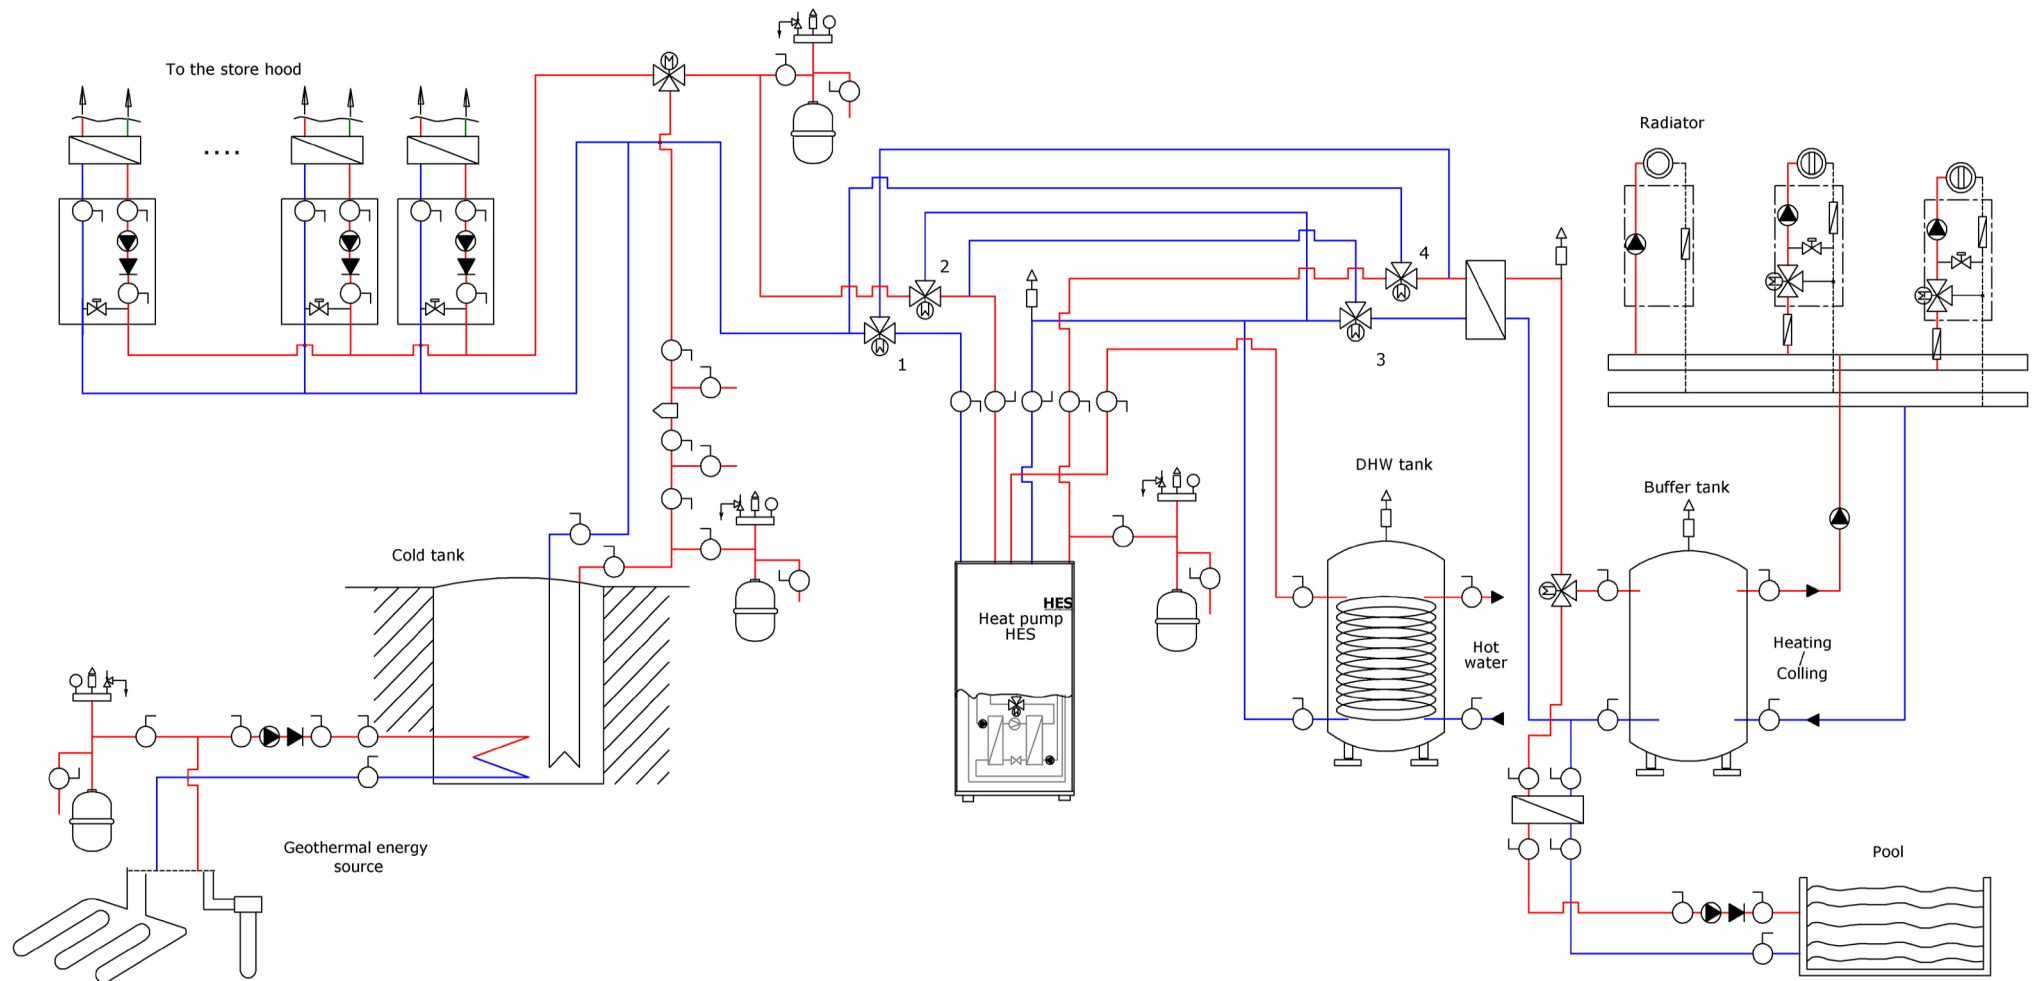 To the store hood
....
M
Radiator
2
4
1
3
M
M
M
M
M
M
DHW tank
Buffer tank
Cold tank
HES
Heat pump
HES
M
Hot
water
Heating
/
Colling
Geothermal energy
source
Pool